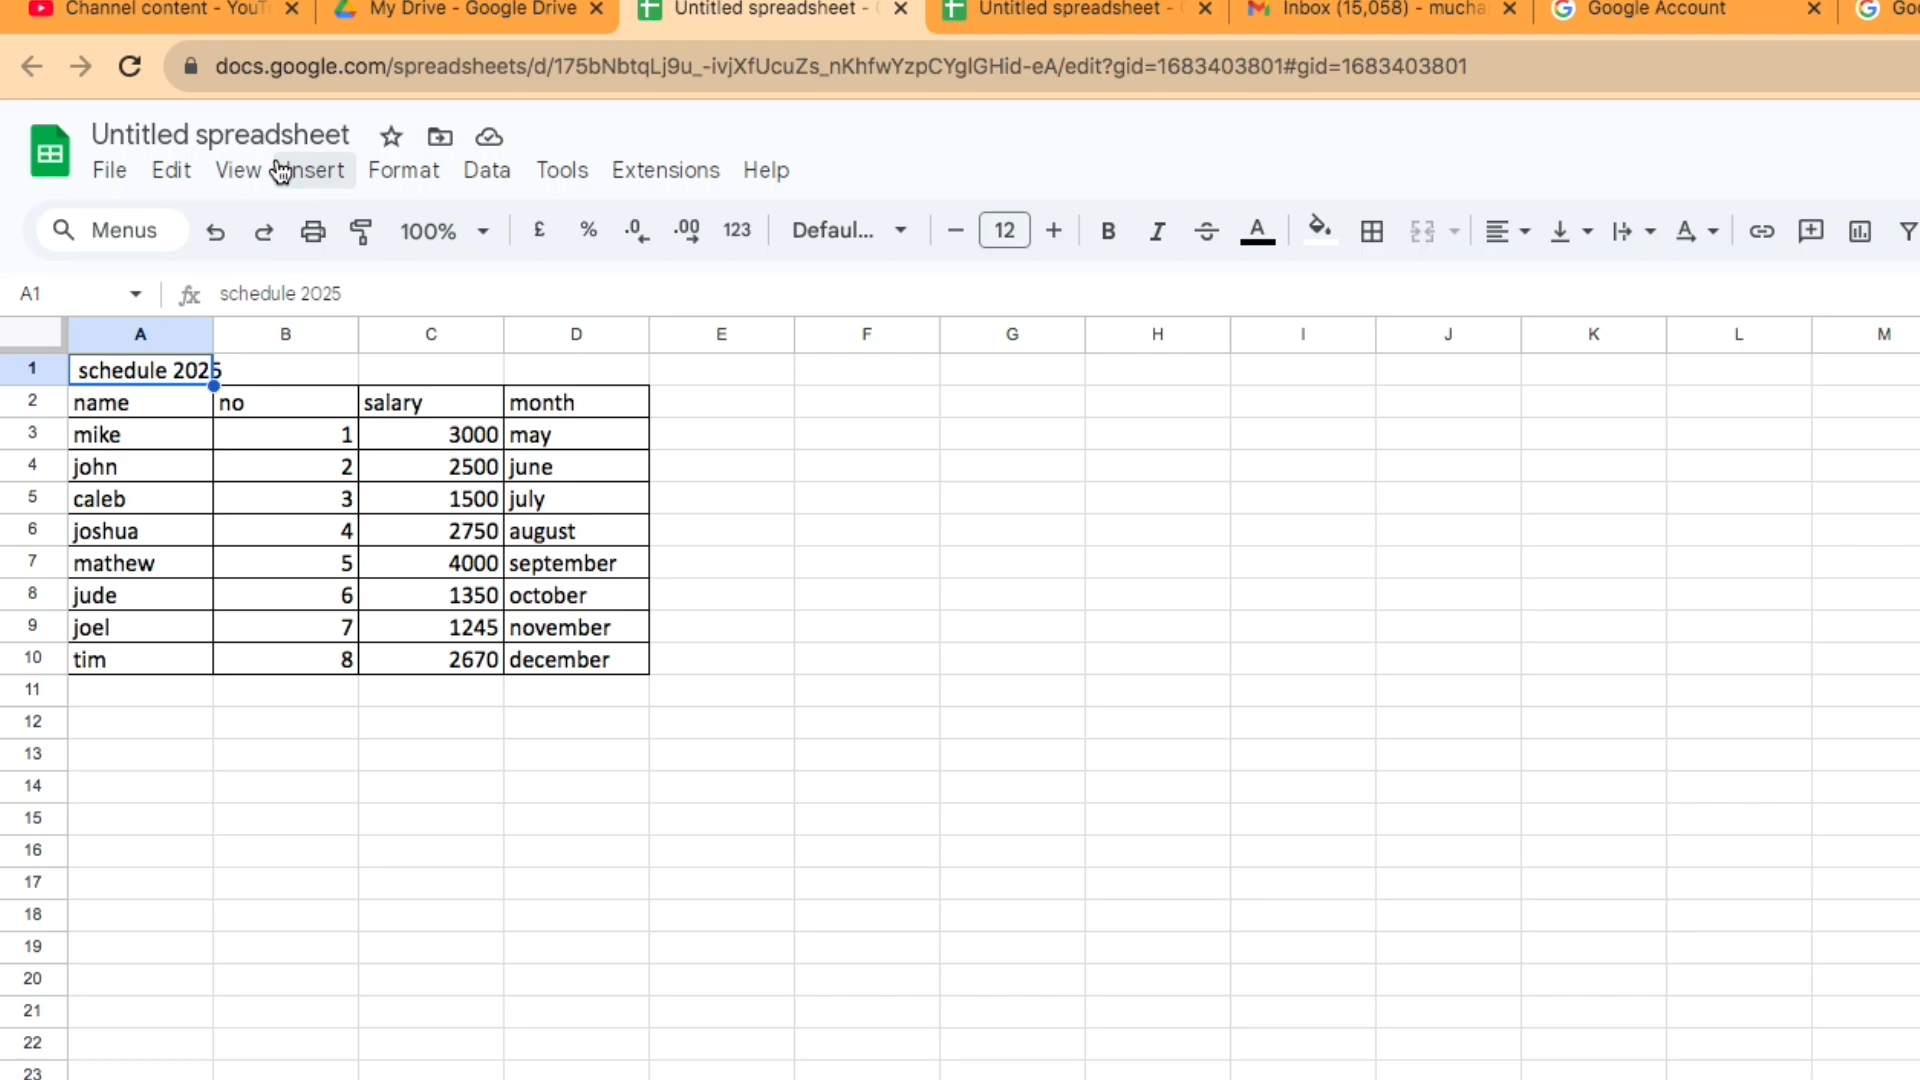 Channel content - YouT
My Drive - Google Drive
Untitled spreadsheet -
Untitled spreadsheet -
Inbox (15,058) - mucha
Google Account
Goo
docs.google.com/spreadsheets/d/175bNbtqLj9u_-ivjXfUcuZs_nKhfwYzpCYglGHid-eA/edit?gid=1683403801#gid=1683403801
Untitled spreadsheet
File Edit View Insert Format Data Tools Extensions Help
Menus 100% £ % .0 .00 123 Defaul... 12 B I A
A1 fx schedule 2025
A B C D E F G H I J K L M
1 schedule 2025
2 name no salary month
3 mike 1 3000 may
4 john 2 2500 june
5 caleb 3 1500 july
6 joshua 4 2750 august
7 mathew 5 4000 september
8 jude 6 1350 october
9 joel 7 1245 november
10 tim 8 2670 december
11
12
13
14
15
16
17
18
19
20
21
22
23